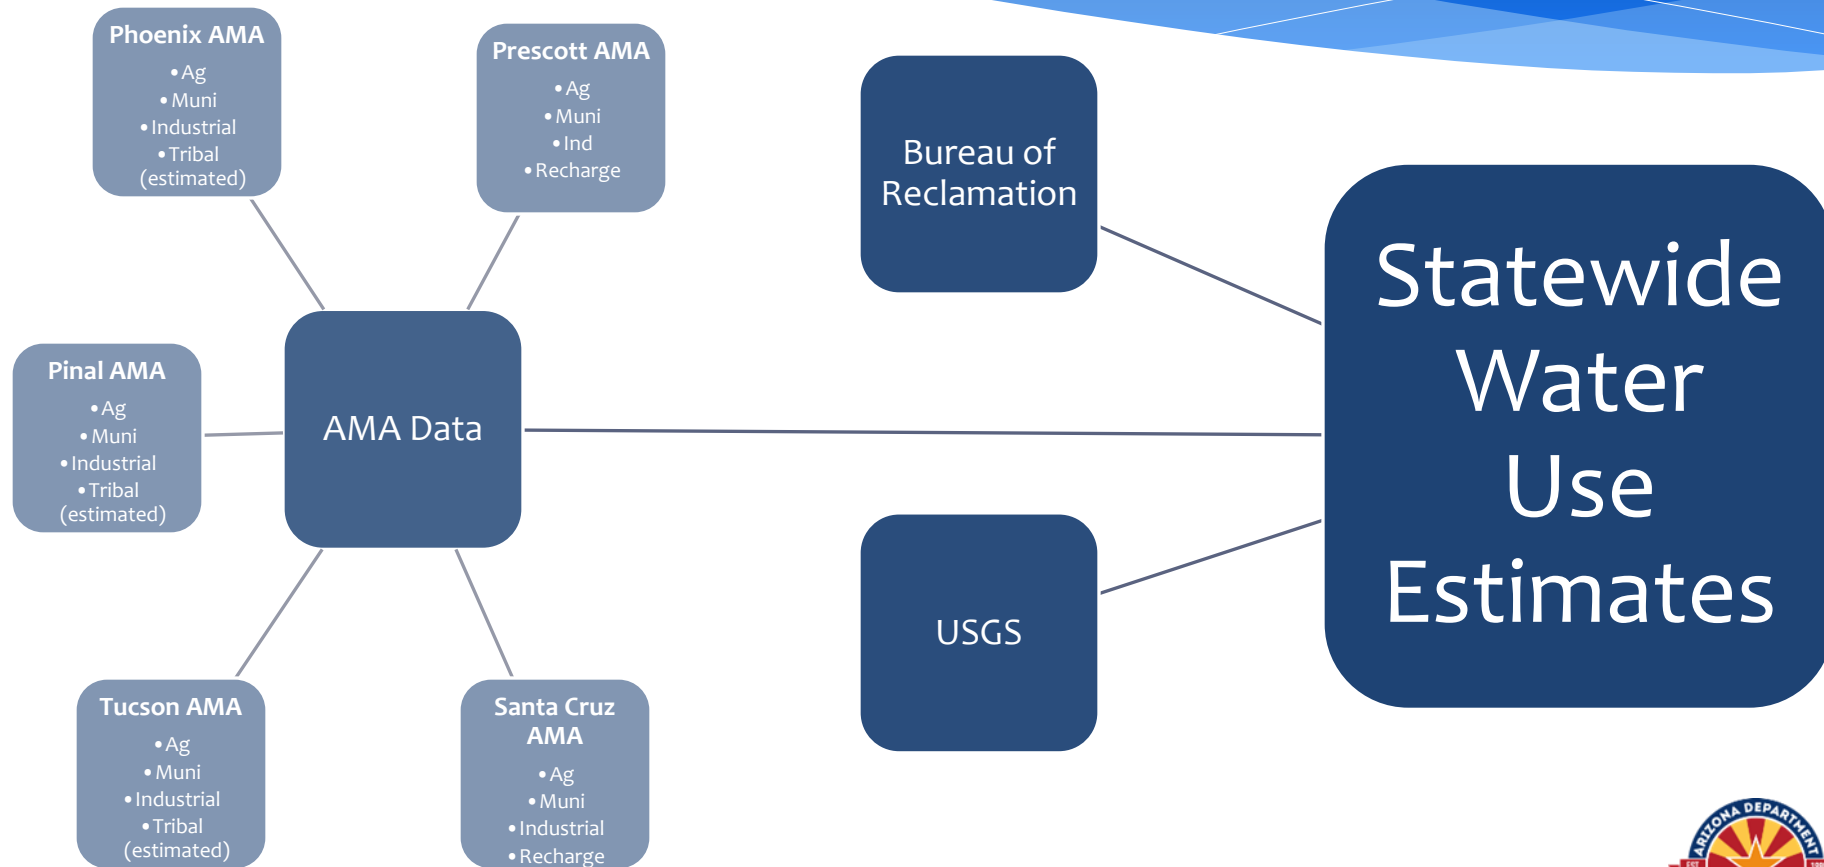 Phoenix AMA
•Ag
•Muni
•Industrial
•Tribal
(estimated)
Prescott AMA
•Ag
•Muni
•Ind
•Recharge
Pinal AMA
•Ag
•Muni
•Industrial
•Tribal
(estimated)
AMA Data
Tucson AMA
•Ag
•Muni
•Industrial
•Tribal
(estimated)
Santa Cruz
AMA
•Ag
•Muni
•Industrial
•Recharge
Bureau of
Reclamation
USGS
Statewide
Water
Use
Estimates
ARIZONA
EST